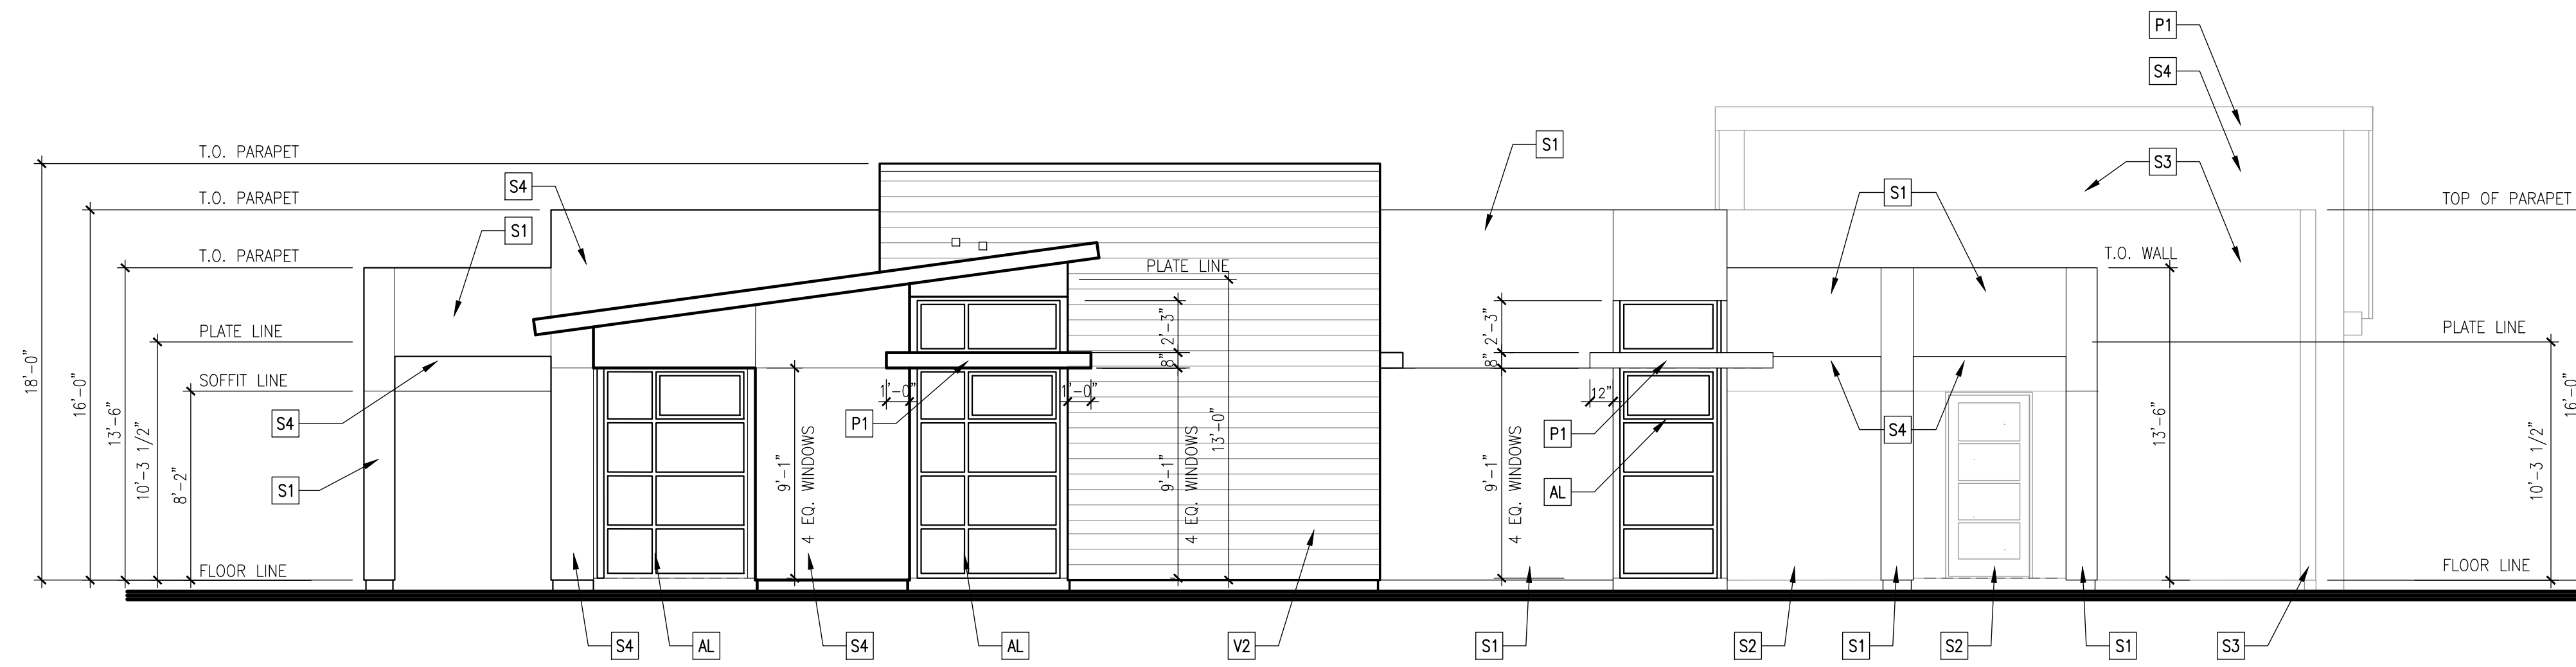 P1
S4
S1
T.O. PARAPET
S4
S3
T.O. PARAPET
S1
TOP OF PARAPET
S1
T.O. PARAPET
T.O. WALL
PLATE LINE
PLATE LINE
PLATE LINE
2'-3"
2'-3"
8"
8"
SOFFIT LINE
1'-0"
1'-0"
12"
18'-0"
16'-0"
13'-6"
10'-3 1/2"
8'-2"
S4
P1
P1
S4
13'-0"
13'-6"
16'-0"
10'-3 1/2"
S1
9'-1"
4 EQ. WINDOWS
9'-1"
4 EQ. WINDOWS
9'-1"
4 EQ. WINDOWS
AL
FLOOR LINE
FLOOR LINE
S4
AL
S4
AL
V2
S1
S2
S1
S2
S1
S3